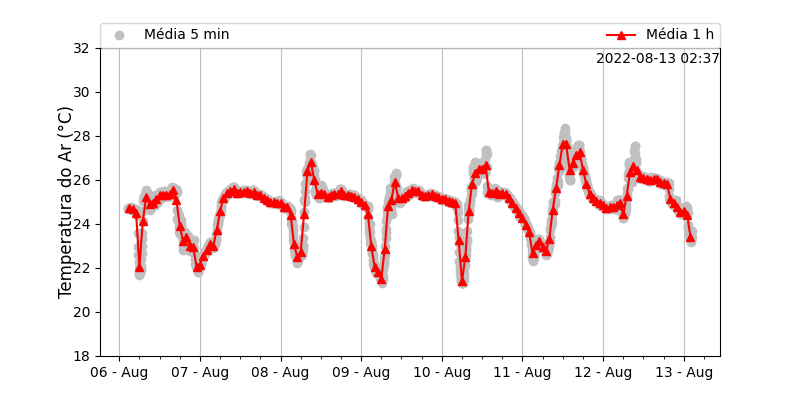 Média 5 min
Média 1 h
2022-08-13 02:37
Temperatura do Ar (°C)
32
30
28
26
24
22
20
18
06 - Aug
07 - Aug
08 - Aug
09 - Aug
10 - Aug
11 - Aug
12 - Aug
13 - Aug